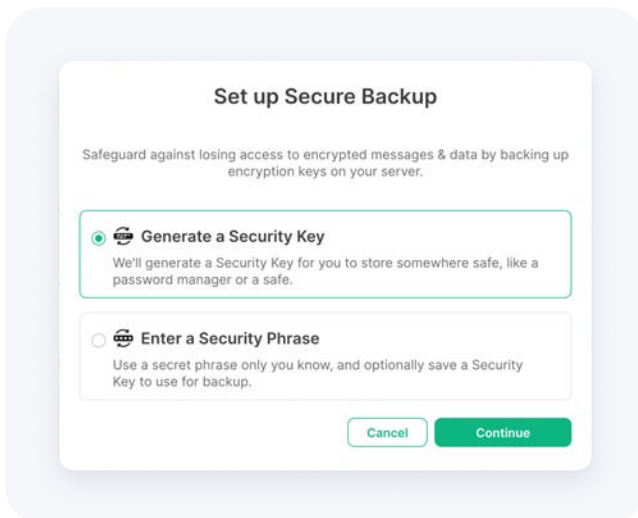 Set up Secure Backup
Safeguard against losing access to encrypted messages & data by backing up
encryption keys on your server.
Generate a Security Key
We'll generate a Security Key for you to store somewhere safe, like a
password manager or a safe.
Enter a Security Phrase
Use a secret phrase only you know, and optionally save a Security
Key to use for backup.
Cancel
Continue